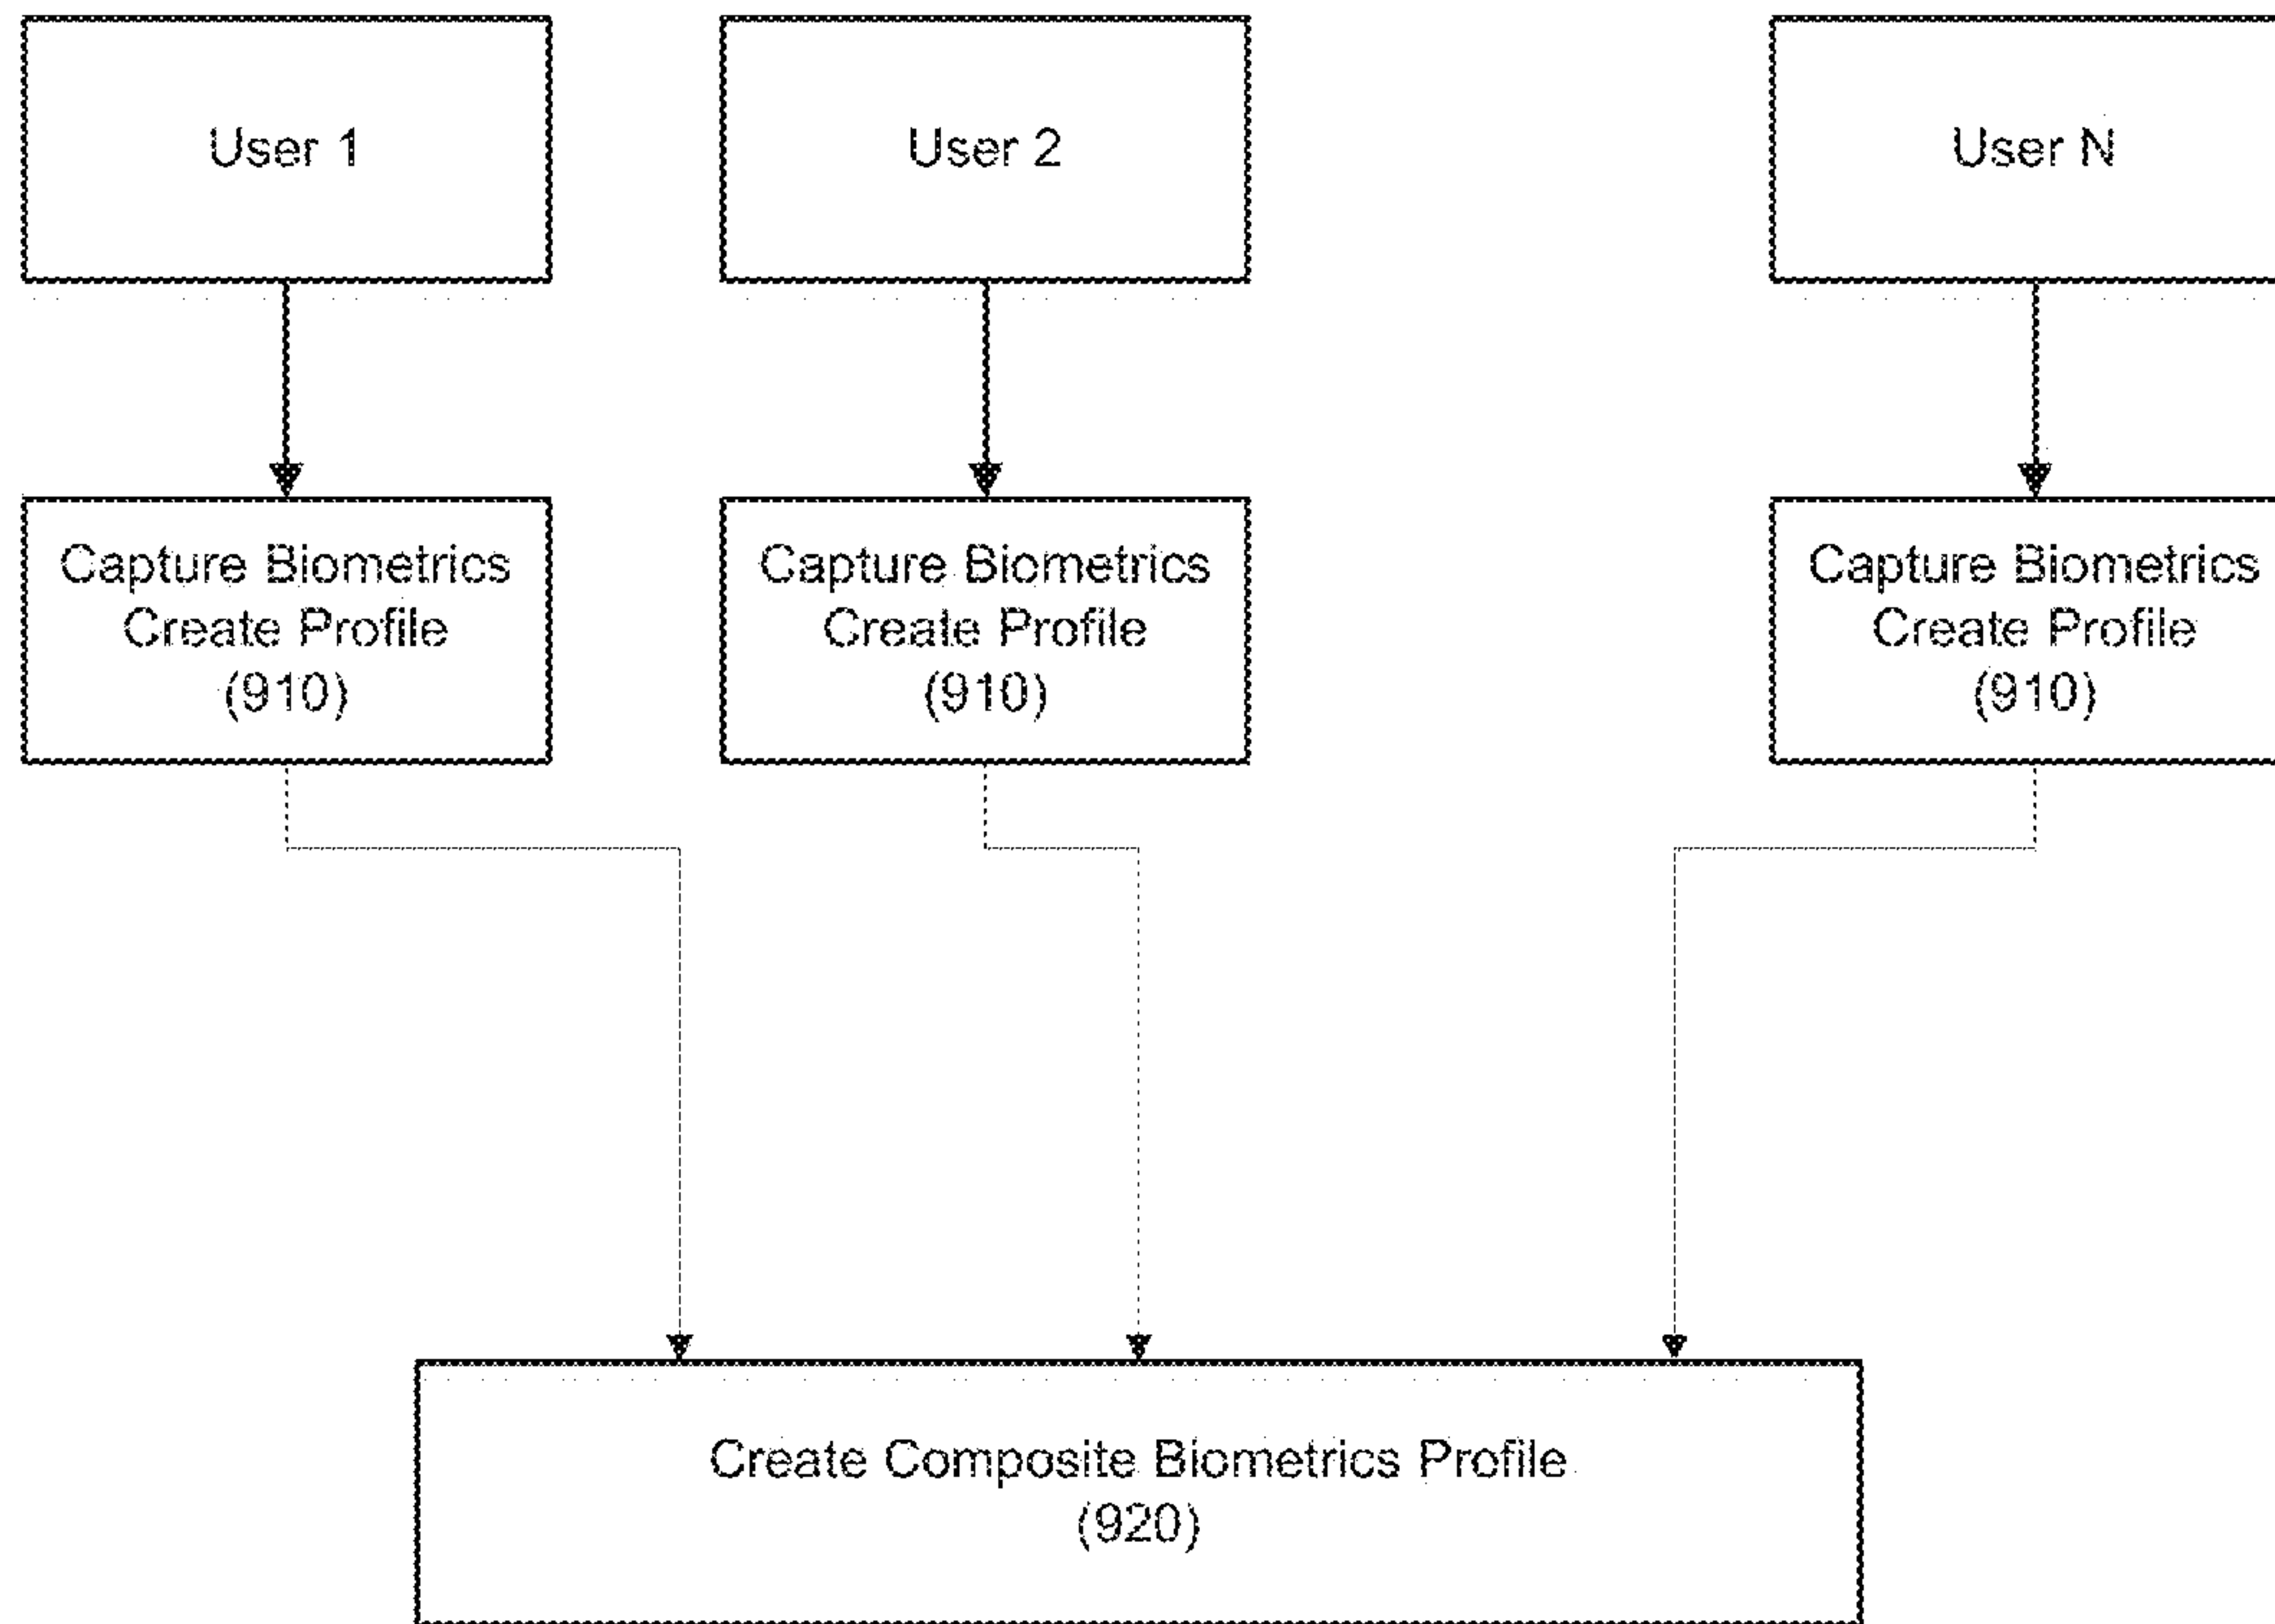 User 1
User 2
User N
Capture Biometrics
Create Profile
(910)
Capture Biometrics
Create Profile
(910)
Capture Biometrics
Create Profile
(910)
Create Composite Biometrics Profile
(920)